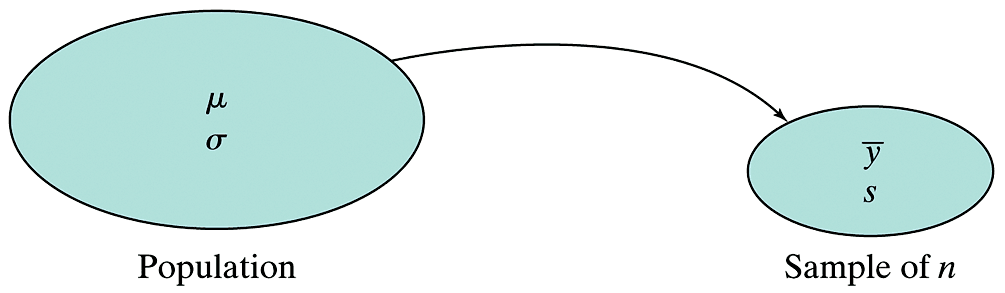 μ
σ
Population
ȳ
s
Sample of n